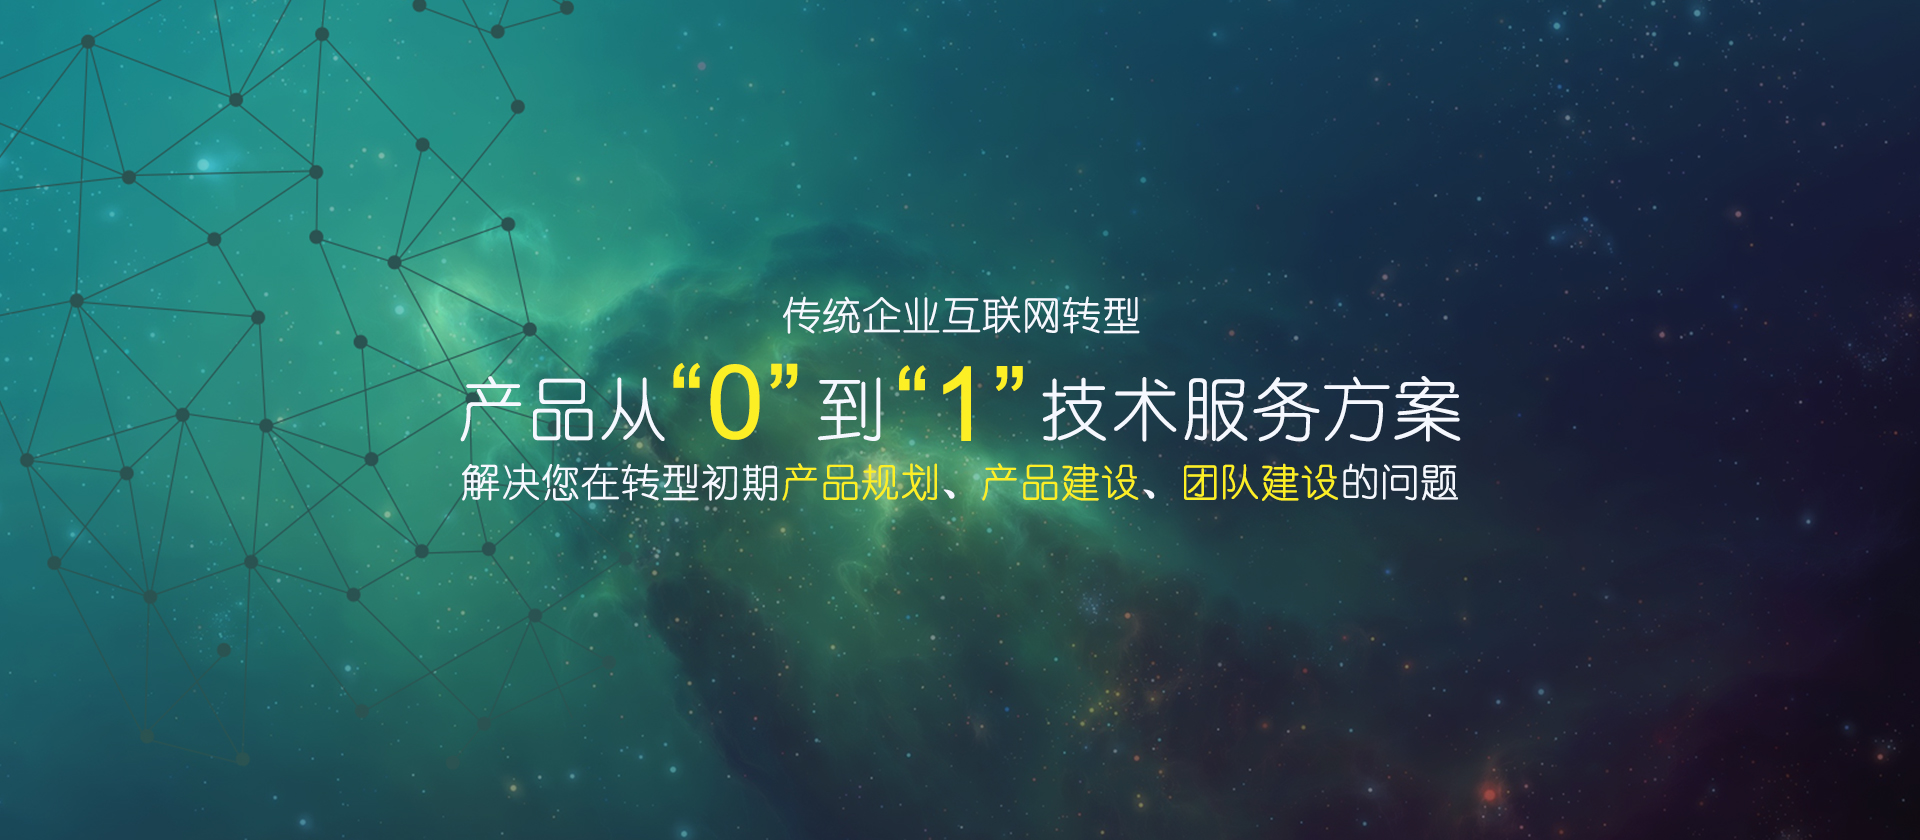 传统企业互联网转型
产品从“0”到“1”技术服务方案
解决您在转型初期产品规划、产品建设、团队建设的问题